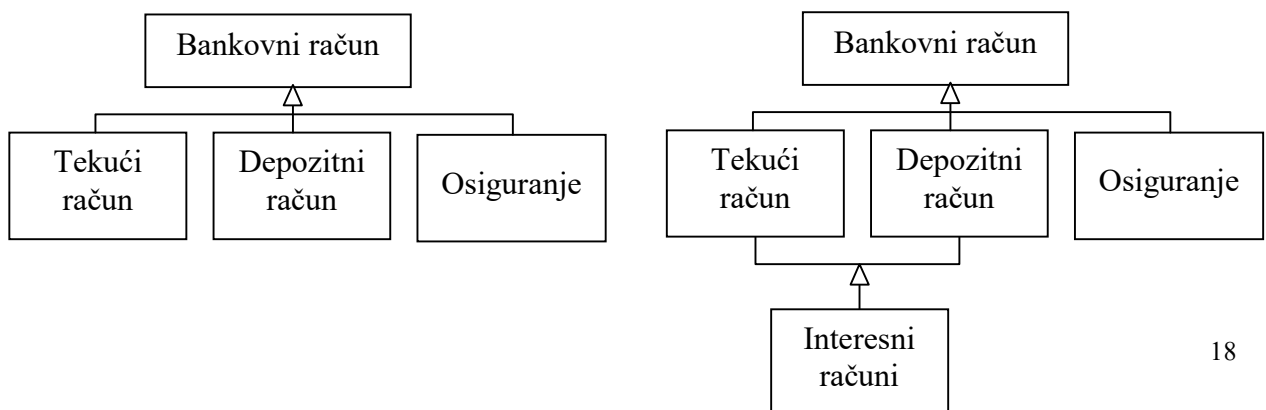 Bankovni račun
Tekući
račun
Depozitni
račun
Osiguranje
Bankovni račun
Tekući
račun
Depozitni
račun
Osiguranje
Interesni
računi
18